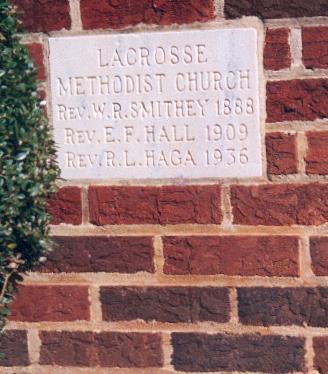 LACROSSE
METHODIST CHURCH
REV. W. R. SMITHEY 1888
REV. E. F. HALL 1909
REV. R. L. HAGA 1936